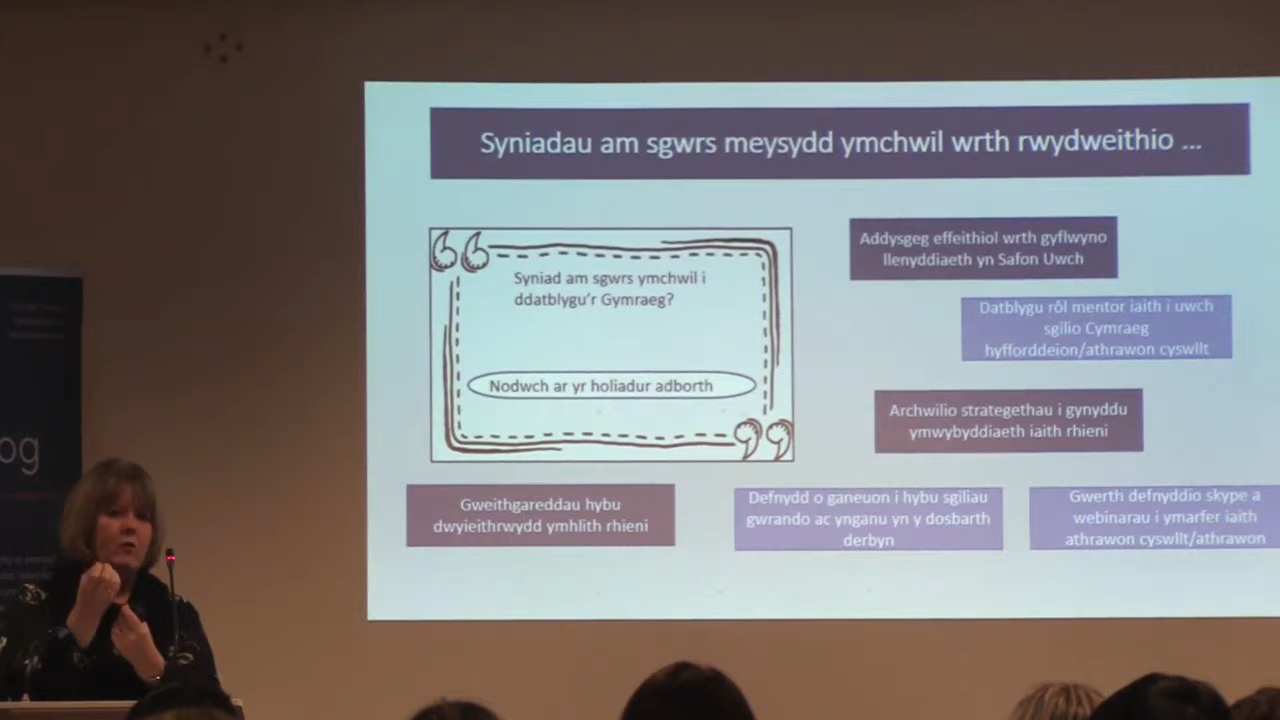 Syniadau am sgwrs meysydd ymchwil wrth rwydweithio ...
Syniad am sgwrs ymchwil i
ddatblygu'r Gymraeg?
Nodwch ar yr holiadur adborth
Addysgeg effeithiol wrth gyflwyno
llenyddiaeth yn Safon Uwch
Datblygu rôl mentor iaith i uwch
sgilio Cymraeg
hyfforddeion/athrawon cyswllt
Archwilio strategethau i gynyddu
ymwybyddiaeth iaith rhieni
Gweithgareddau hybu
dwyieithrwydd ymhlith rhieni
Defnydd o ganeuon i hybu sgiliau
gwrando ac ynganu yn y dosbarth
derbyn
Gwerth defnyddio skype a
webinarau i ymarfer iaith
athrawon cyswllt/athrawon
og